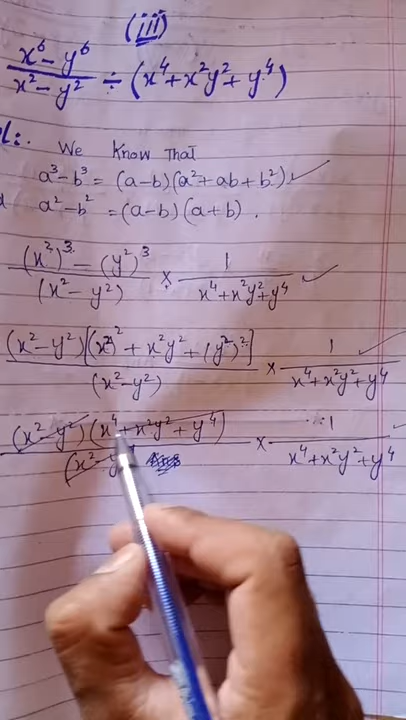 (iii)
x⁶ - y⁶
x² - y² ÷ (x⁴ + x²y² + y⁴)
We Know That
a³ - b³ = (a-b)(a² + ab + b²)
a² - b² = (a-b) (a+b) .
(x²)³ - (y²)³
(x² - y²) × 1
x⁴ + x²y² + y⁴
(x² - y²)[(x²)² + x²y² + (y²)²]
(x² - y²) × 1
x⁴ + x²y² + y⁴
(x² - y²) (x⁴ + x²y² + y⁴)
(x² - y² × 1
x⁴ + x²y² + y⁴